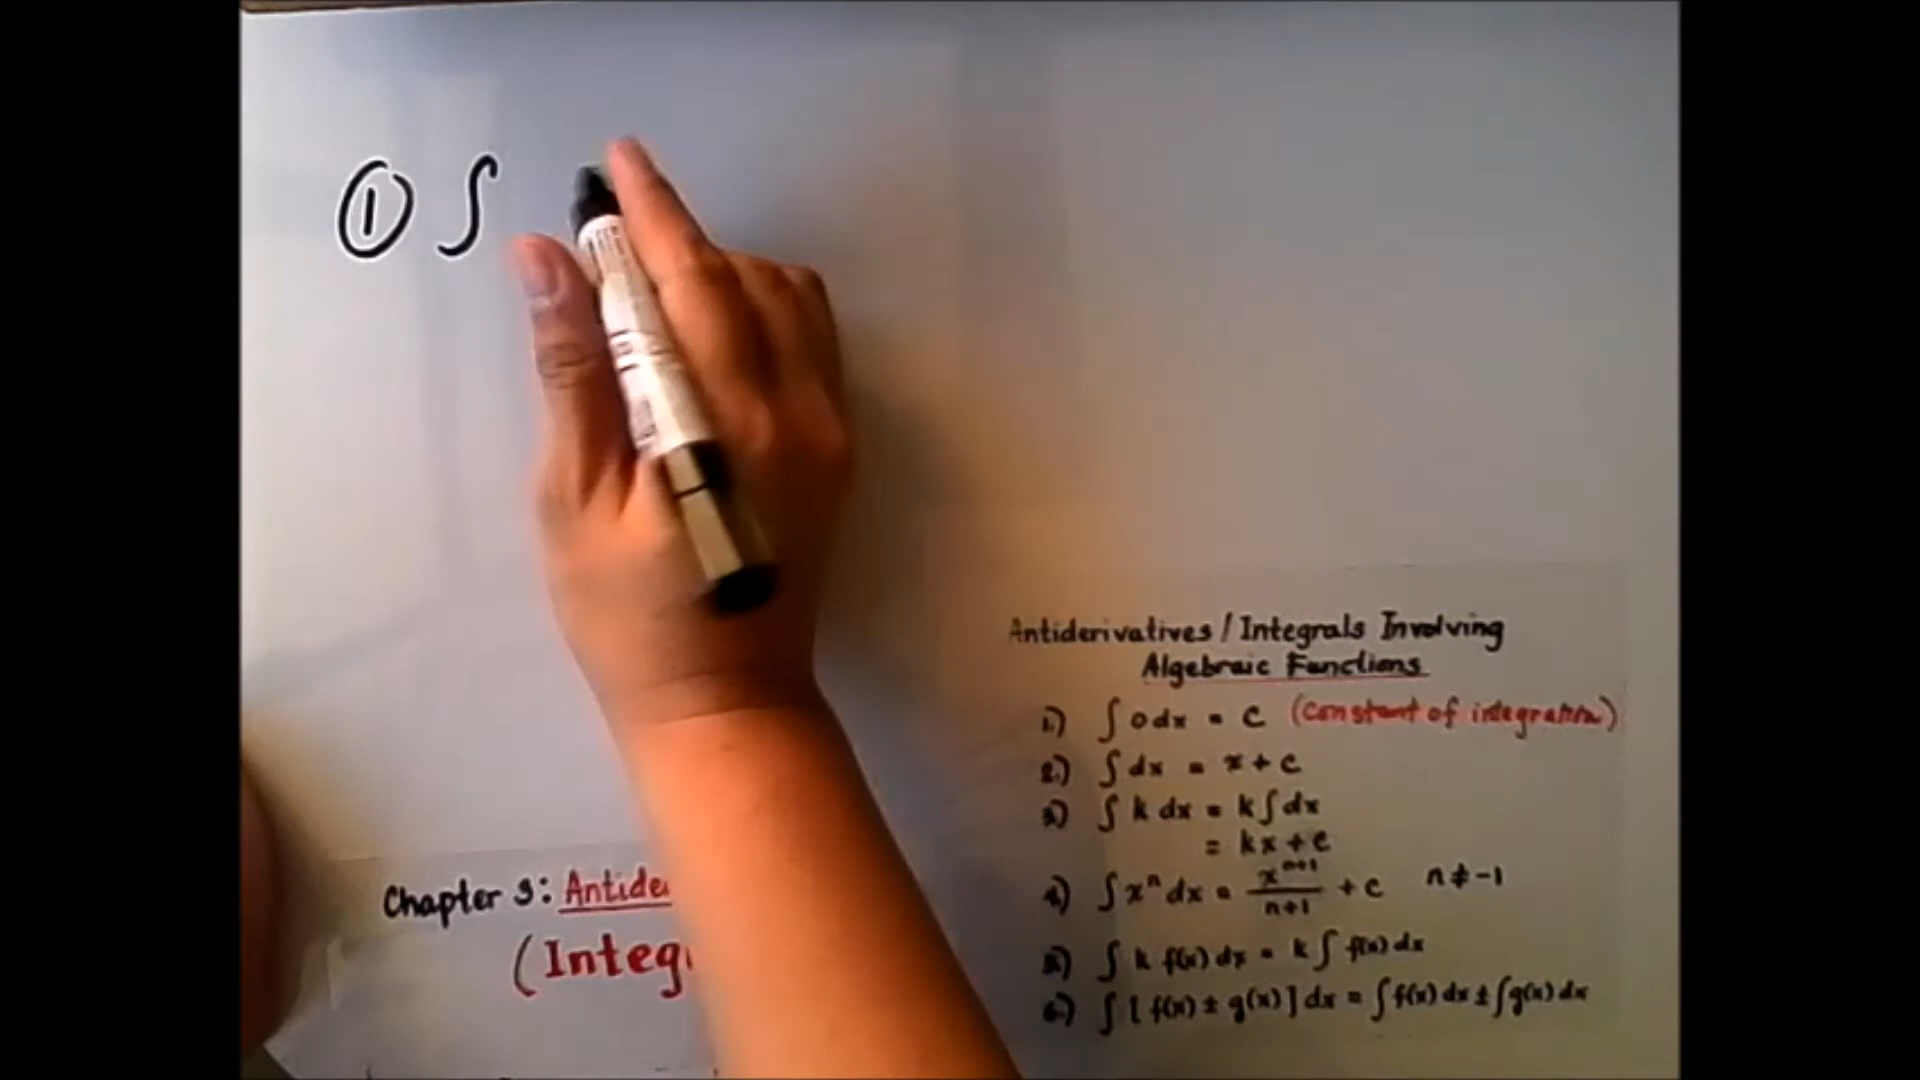 ① ∫
Chapter 3: Antide
(Integ
Antiderivatives / Integrals Involving
Algebraic Functions
1.) ∫ 0 dx = C (constant of integration)
2.) ∫ dx = x + C
3.) ∫ k dx = k ∫ dx
= kx + C
4.) ∫ xⁿ dx = xⁿ⁺¹/n+1 + C n ≠ -1
5.) ∫ k f(x) dx = k ∫ f(x) dx
6.) ∫ [ f(x) ± g(x) ] dx = ∫ f(x) dx ± ∫ g(x) dx